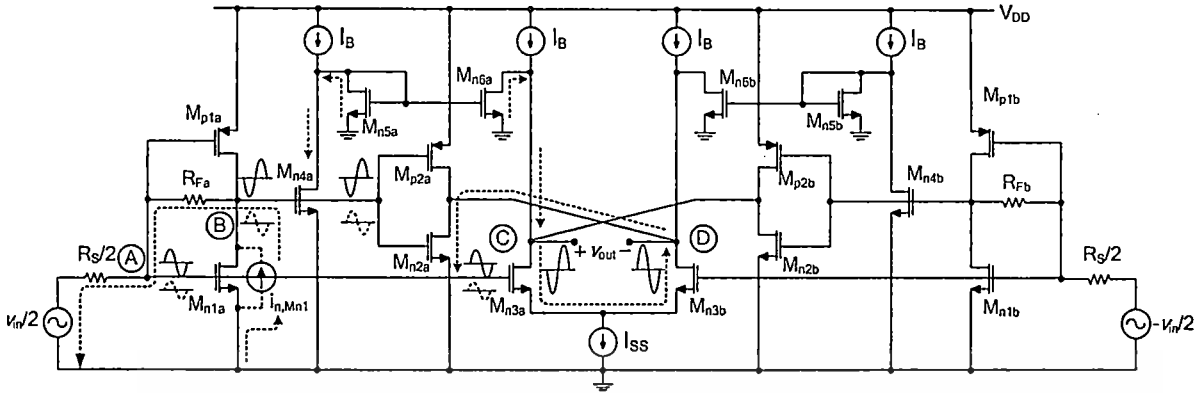 V_DD
I_B
I_B
I_B
I_B
M_n6a
M_n6b
M_p1a
M_n5a
M_n5b
M_p1b
R_Fa
M_n4a
M_p2a
M_p2b
M_n4b
R_Fb
B
C
D
+ v_out −
R_S/2
A
M_n2a
M_n2b
R_S/2
M_n1a
I_n,Mn1
M_n3a
M_n3b
M_n1b
v_in/2
I_SS
-v_in/2